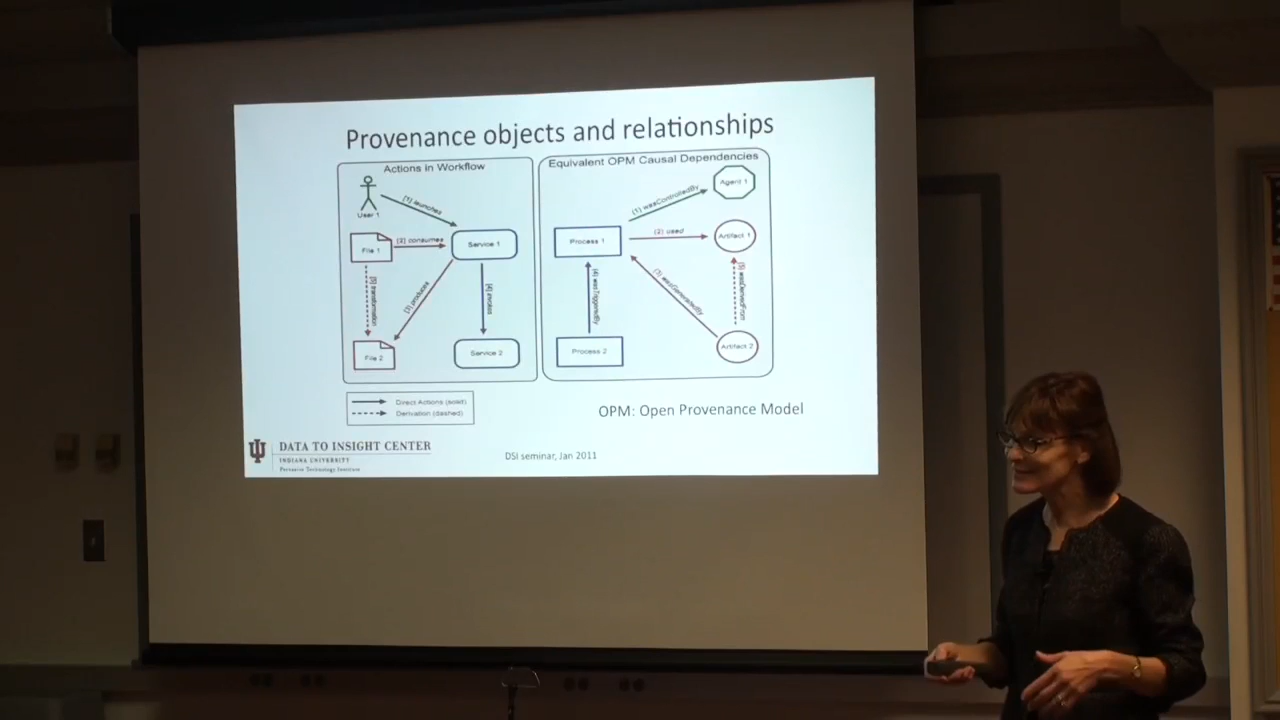 Provenance objects and relationships
Actions in Workflow
User 1
(1) launches
File 1
(2) consumes
Service 1
(5) transformation
(3) produces
(4) invokes
File 2
Service 2
Equivalent OPM Causal Dependencies
(1) wasControlledBy
Agent 1
Process 1
(2) used
Artifact 1
(4) wasTriggeredBy
(3) wasGeneratedBy
(5) wasDerivedFrom
Process 2
Artifact 2
Direct Actions (solid)
Derivation (dashed)
OPM: Open Provenance Model
DATA TO INSIGHT CENTER
INDIANA UNIVERSITY
Pervasive Technology Institute
DSI seminar, Jan 2011